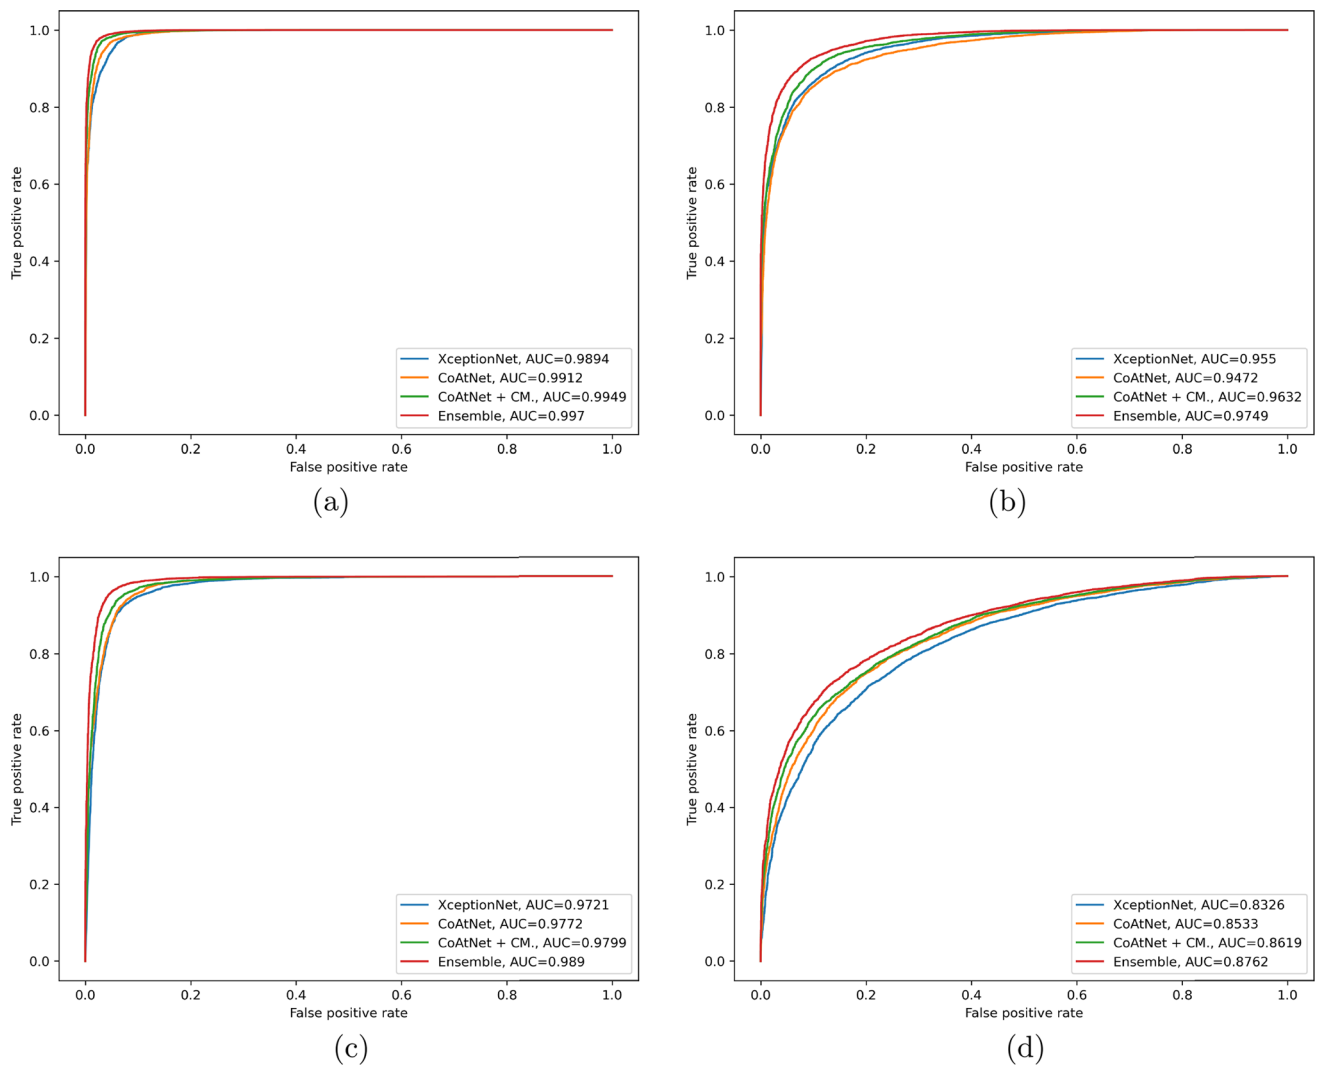 1.0
0.8
0.6
0.4
0.2
0.0
True positive rate
XceptionNet, AUC=0.9894
CoAtNet, AUC=0.9912
CoAtNet + CM., AUC=0.9949
Ensemble, AUC=0.997
0.0 0.2 0.4 0.6 0.8 1.0
False positive rate
(a)
1.0
0.8
0.6
0.4
0.2
0.0
True positive rate
XceptionNet, AUC=0.955
CoAtNet, AUC=0.9472
CoAtNet + CM., AUC=0.9632
Ensemble, AUC=0.9749
0.0 0.2 0.4 0.6 0.8 1.0
False positive rate
(b)
1.0
0.8
0.6
0.4
0.2
0.0
True positive rate
XceptionNet, AUC=0.9721
CoAtNet, AUC=0.9772
CoAtNet + CM., AUC=0.9799
Ensemble, AUC=0.989
0.0 0.2 0.4 0.6 0.8 1.0
False positive rate
(c)
1.0
0.8
0.6
0.4
0.2
0.0
True positive rate
XceptionNet, AUC=0.8326
CoAtNet, AUC=0.8533
CoAtNet + CM., AUC=0.8619
Ensemble, AUC=0.8762
0.0 0.2 0.4 0.6 0.8 1.0
False positive rate
(d)